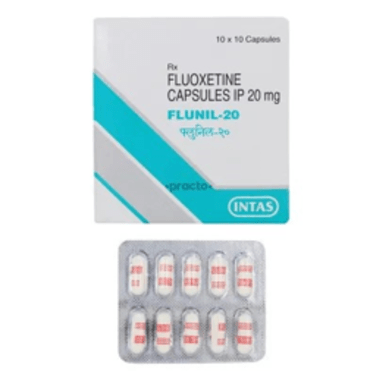 10 x 10 Capsules
Rx
FLUOXETINE
CAPSULES IP 20 mg
FLUNIL-20
फ्लुनिल-२०
•practo•
INTAS